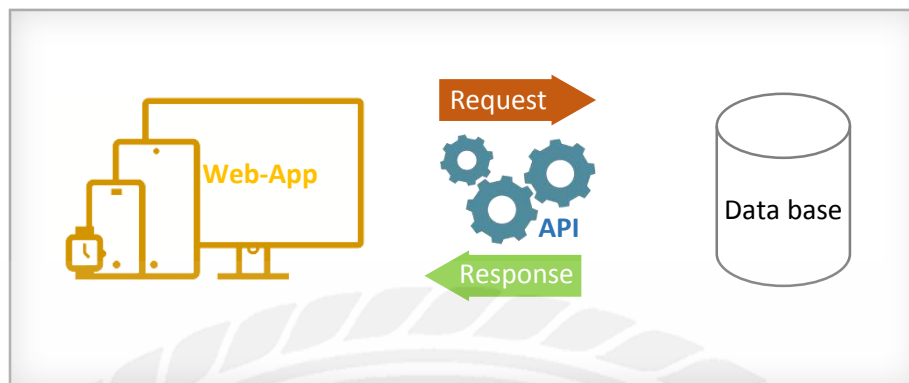 Request
Web-App
API
Data base
Response